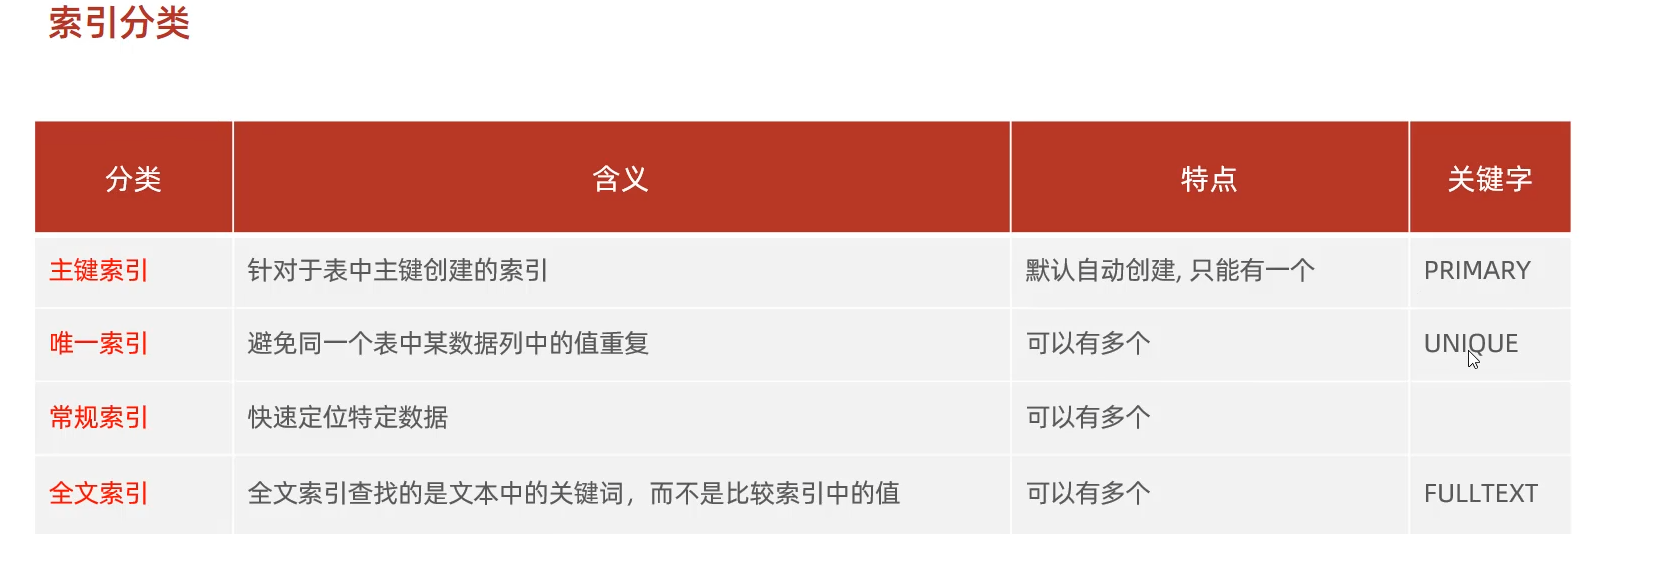 索引分类
分类 含义 特点 关键字
主键索引 针对于表中主键创建的索引 默认自动创建, 只能有一个 PRIMARY
唯一索引 避免同一个表中某数据列中的值重复 可以有多个 UNIQUE
常规索引 快速定位特定数据 可以有多个
全文索引 全文索引查找的是文本中的关键词，而不是比较索引中的值 可以有多个 FULLTEXT